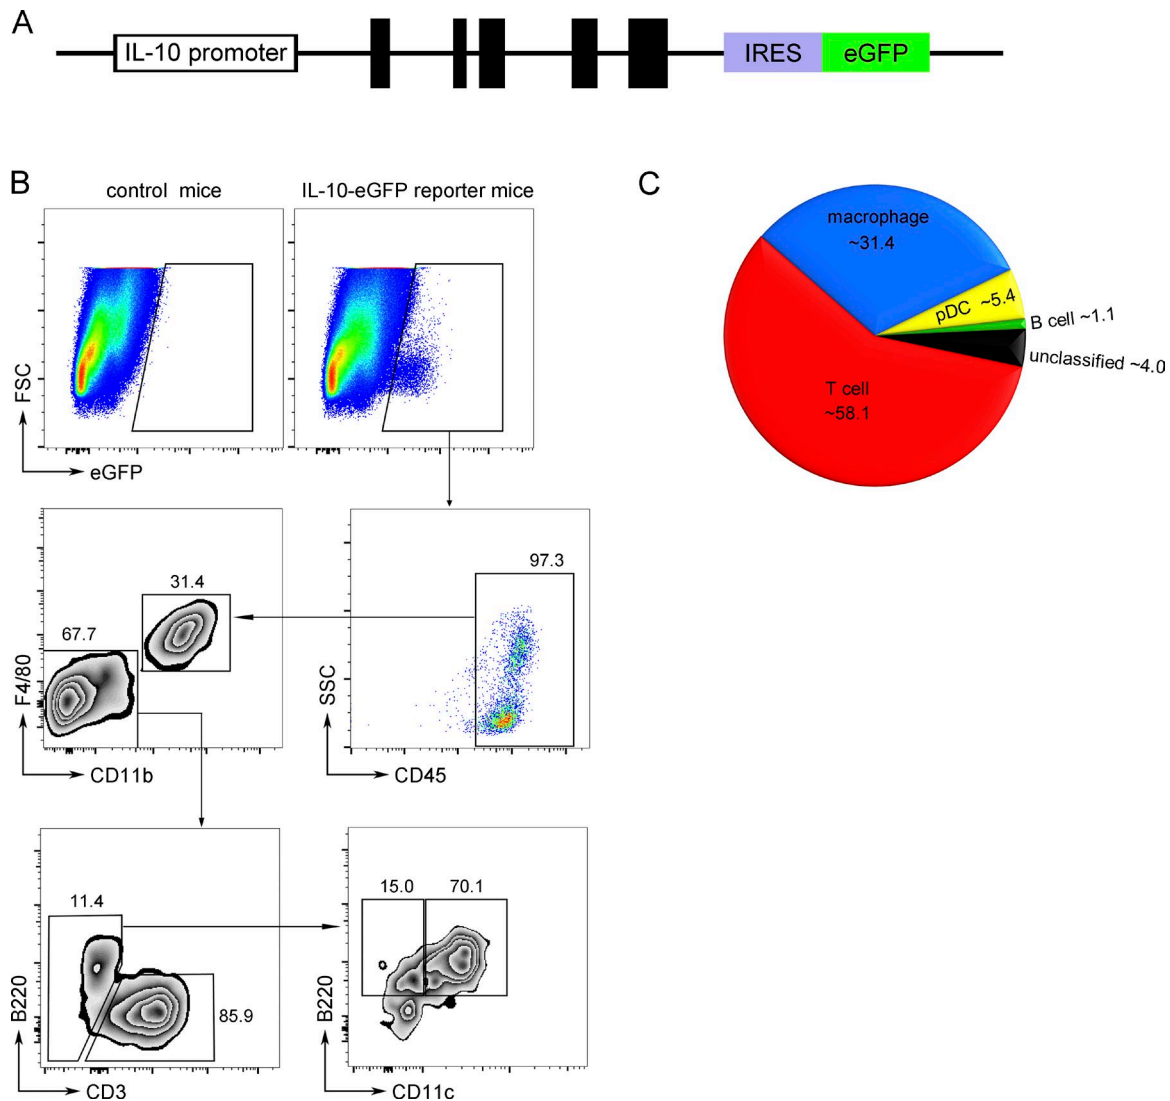 A
IL-10 promoter
IRES
eGFP
B
control mice
IL-10-eGFP reporter mice
FSC
eGFP
C
macrophage
~31.4
pDC ~5.4
B cell ~1.1
unclassified ~4.0
T cell
~58.1
31.4
67.7
F4/80
CD11b
97.3
SSC
CD45
11.4
85.9
B220
CD3
15.0
70.1
B220
CD11c